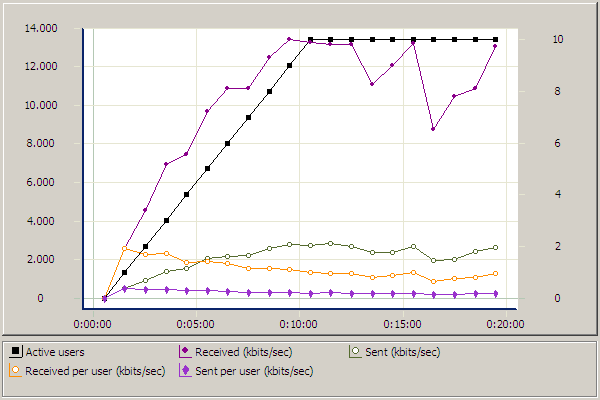 14.000
12.000 10
10.000 8
8.000 6
6.000 4
4.000
2.000 2
0 0
0:00:00 0:05:00 0:10:00 0:15:00 0:20:00
Active users Received (kbits/sec) Sent (kbits/sec)
Received per user (kbits/sec) Sent per user (kbits/sec)